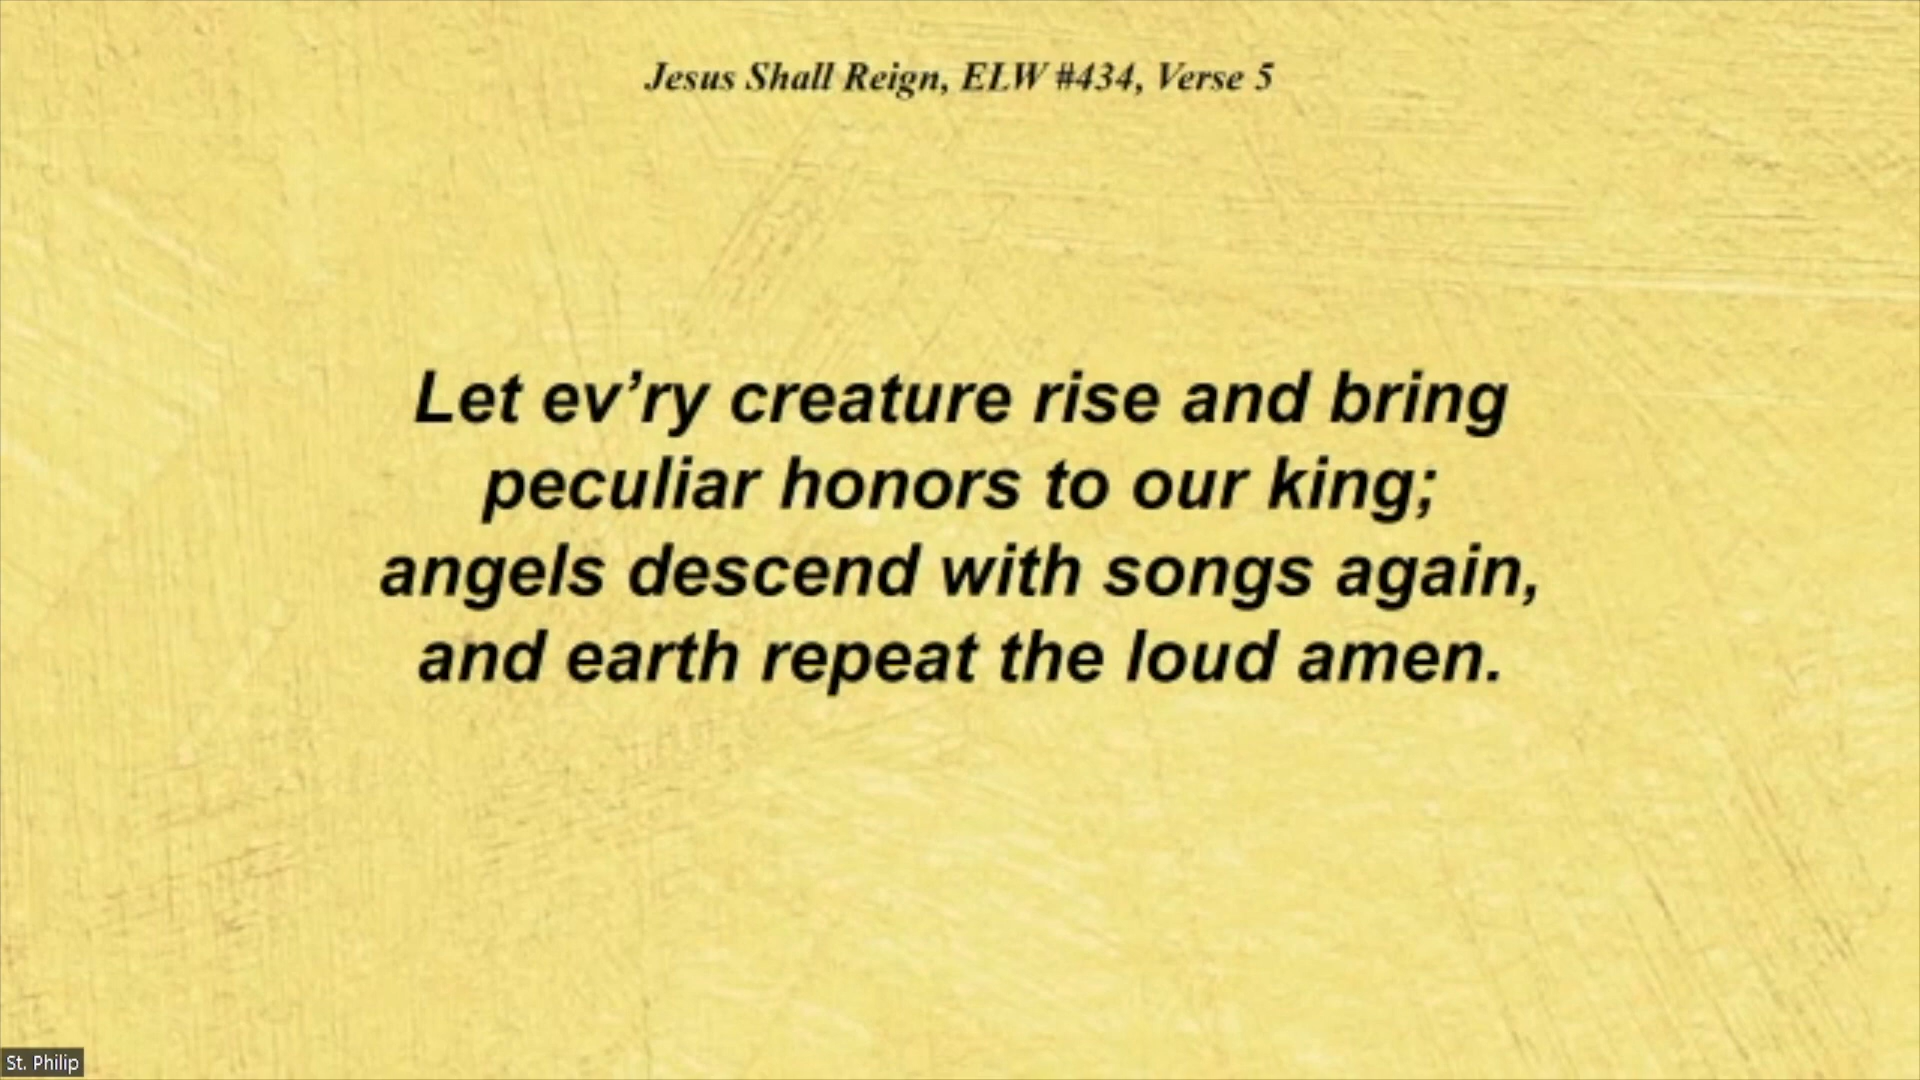 Jesus Shall Reign, ELW #434, Verse 5
Let ev’ry creature rise and bring
peculiar honors to our king;
angels descend with songs again,
and earth repeat the loud amen.
St. Philip